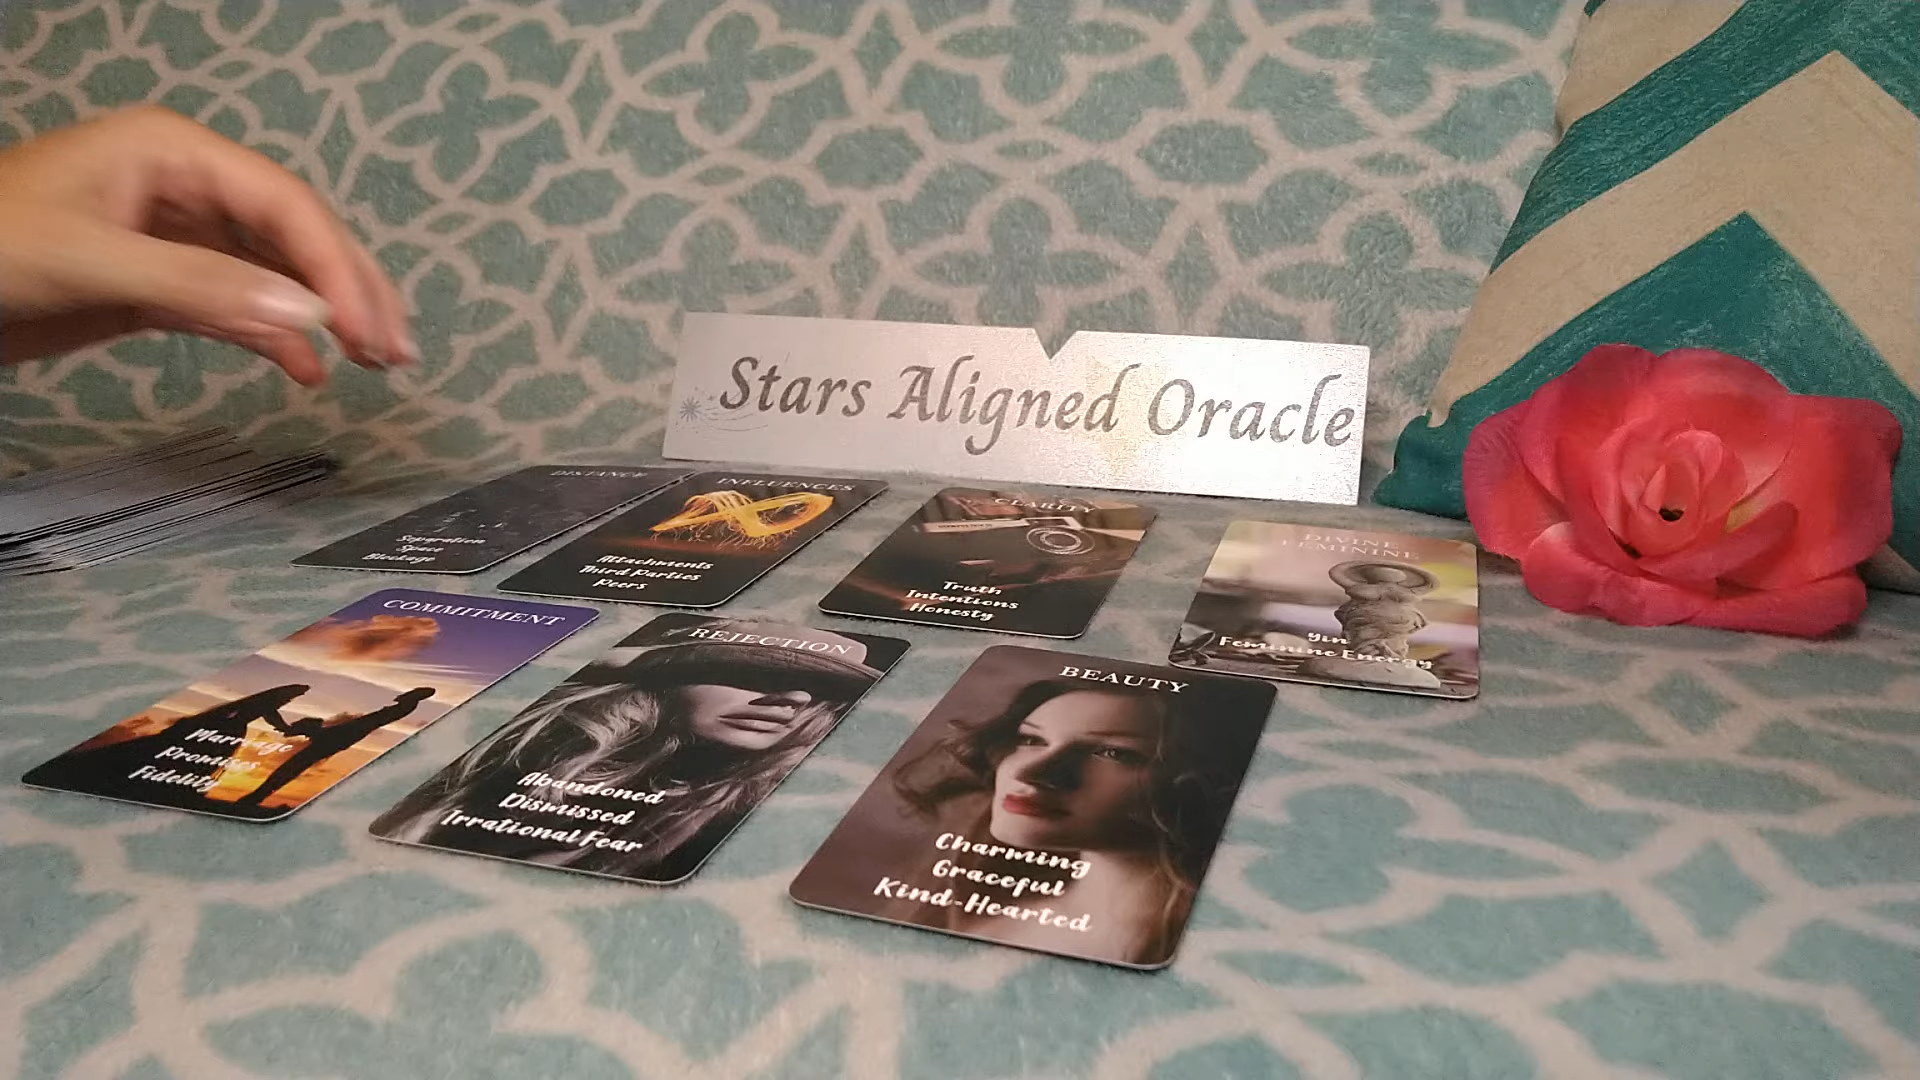 Stars Aligned Oracle
DISTANCE
Separation
Space
Blockage
INFLUENCES
Attachments
Third Parties
Peers
CLARITY
Truth
Intentions
Honesty
DIVINE
FEMININE
Yin
Feminine Energy
COMMITMENT
Marriage
Promises
Fidelity
REJECTION
Abandoned
Dismissed
Irrational Fear
BEAUTY
Charming
Graceful
Kind-Hearted